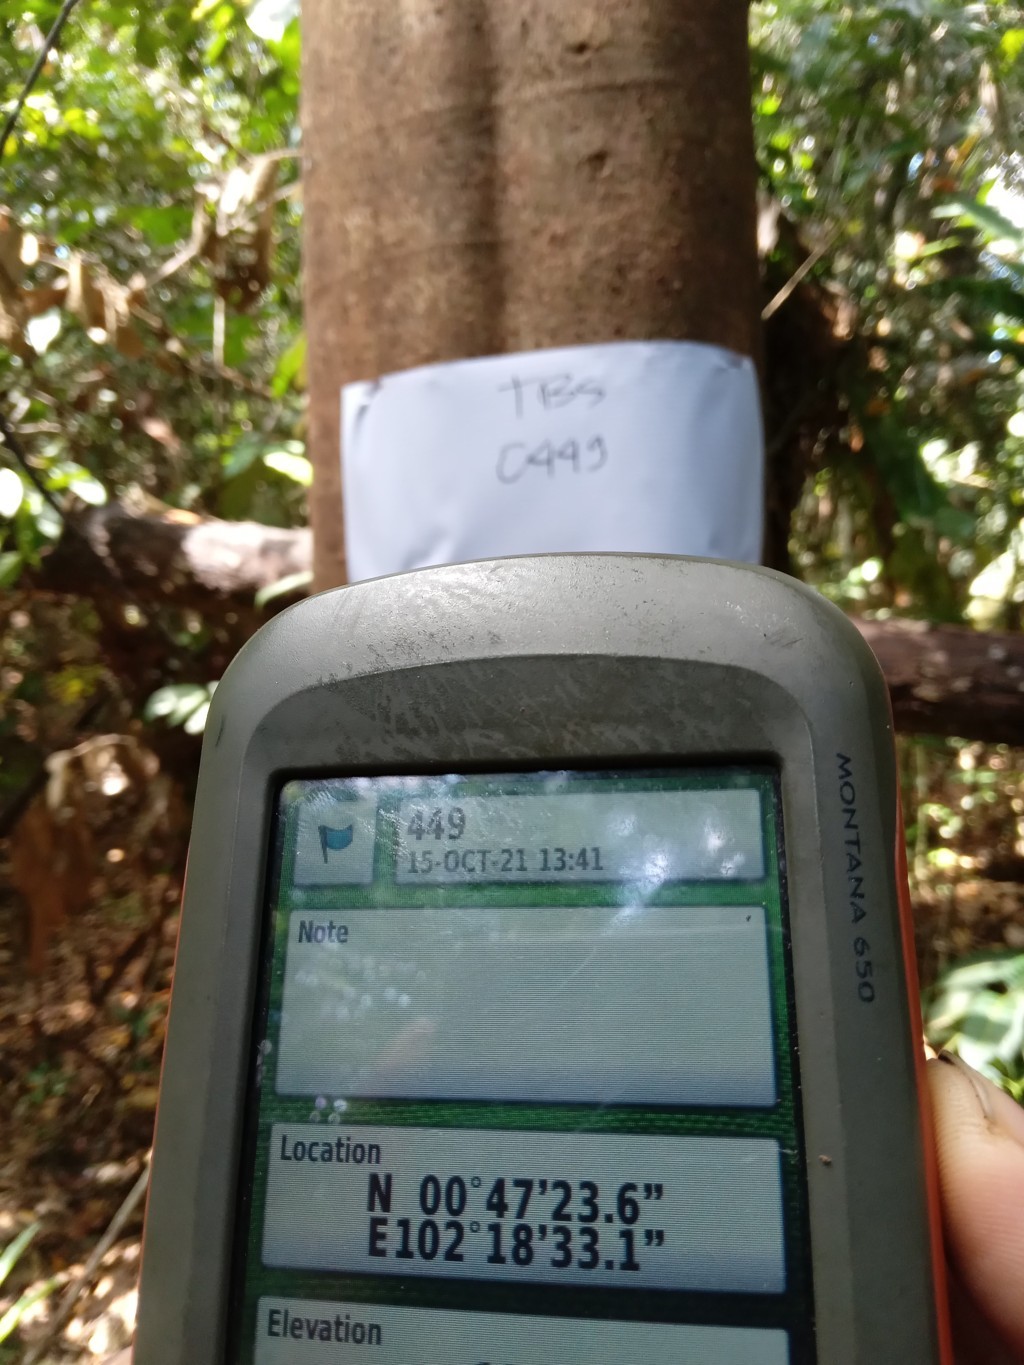 TBS
C449
MONTANA 650
449
15-OCT-21 13:41
Note
Location
N 00°47'23.6"
E102°18'33.1"
Elevation